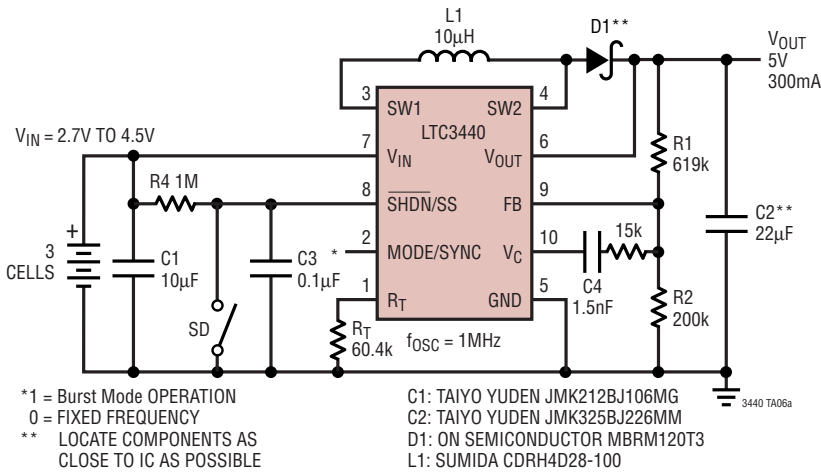 L1
10µH
D1**
VOUT
5V
300mA
3
4
SW1
SW2
LTC3440
VIN = 2.7V TO 4.5V
7
6
VIN
VOUT
R1
619k
R4 1M
8
9
SHDN/SS
FB
+
3
CELLS
C1
10µF
C3
0.1µF
*
2
10
MODE/SYNC
VC
15k
C2**
22µF
C4
1.5nF
1
5
RT
GND
R2
200k
SD
RT
60.4k
fOSC = 1MHz
*1 = Burst Mode OPERATION
0 = FIXED FREQUENCY
** LOCATE COMPONENTS AS
CLOSE TO IC AS POSSIBLE
C1: TAIYO YUDEN JMK212BJ106MG
C2: TAIYO YUDEN JMK325BJ226MM
D1: ON SEMICONDUCTOR MBRM120T3
L1: SUMIDA CDRH4D28-100
3440 TA06a